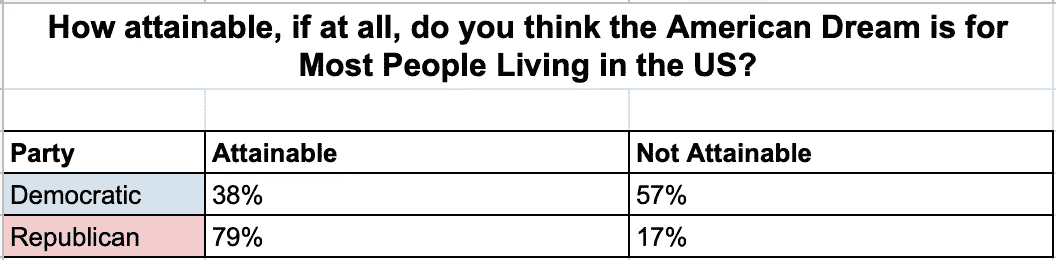 How attainable, if at all, do you think the American Dream is for
Most People Living in the US?
Party Attainable Not Attainable
Democratic 38% 57%
Republican 79% 17%